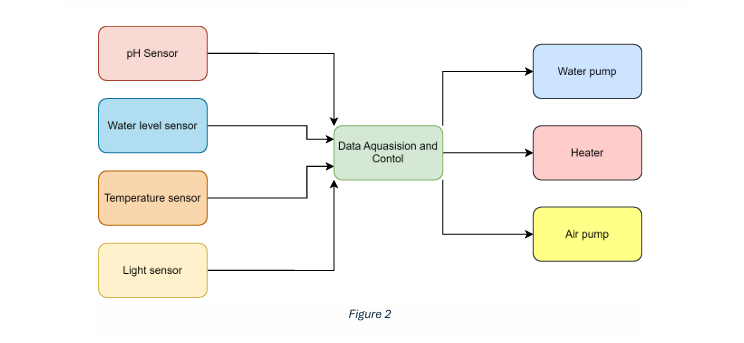 pH Sensor
Water level sensor
Temperature sensor
Light sensor
Data Aquasision and
Contol
Water pump
Heater
Air pump
Figure 2